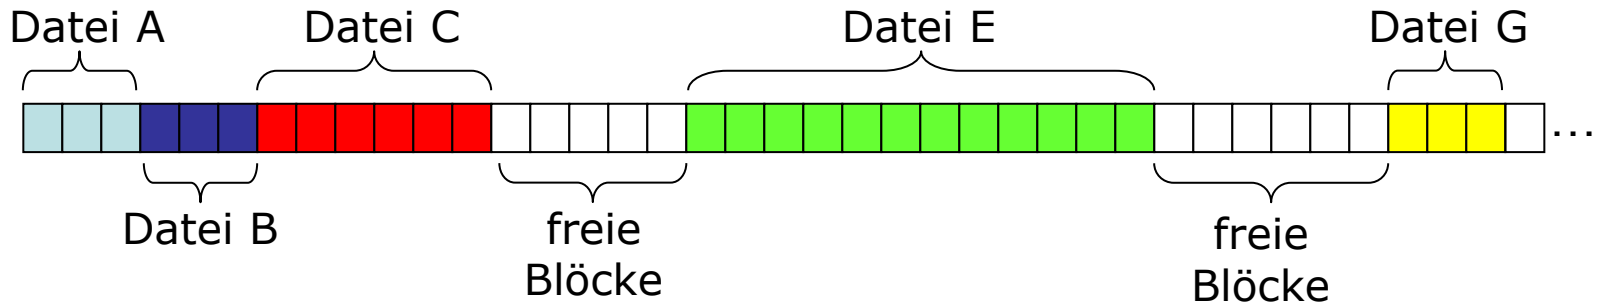 Datei A
Datei C
Datei E
Datei G
...
Datei B
freie
Blöcke
freie
Blöcke